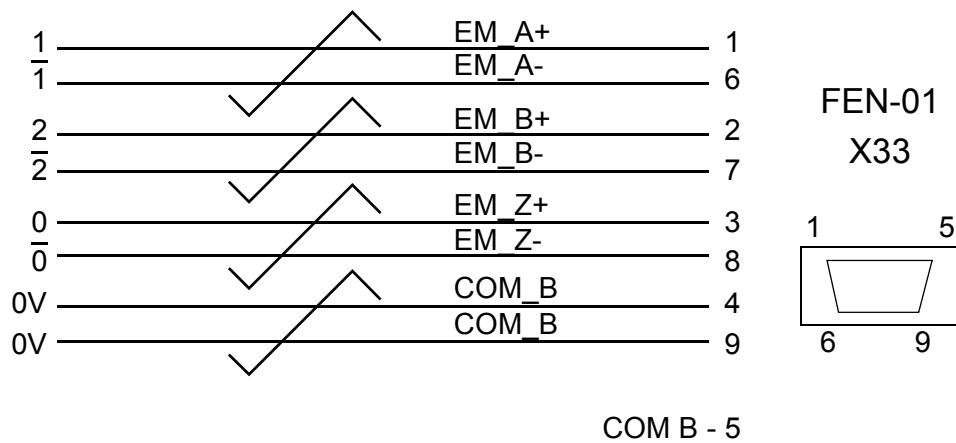 1 EM_A+ 1
1̅ EM_A- 6
2 EM_B+ 2
2̅ EM_B- 7
0 EM_Z+ 3
0̅ EM_Z- 8
0V COM_B 4
0V COM_B 9
COM B - 5
FEN-01
X33
1 5
6 9